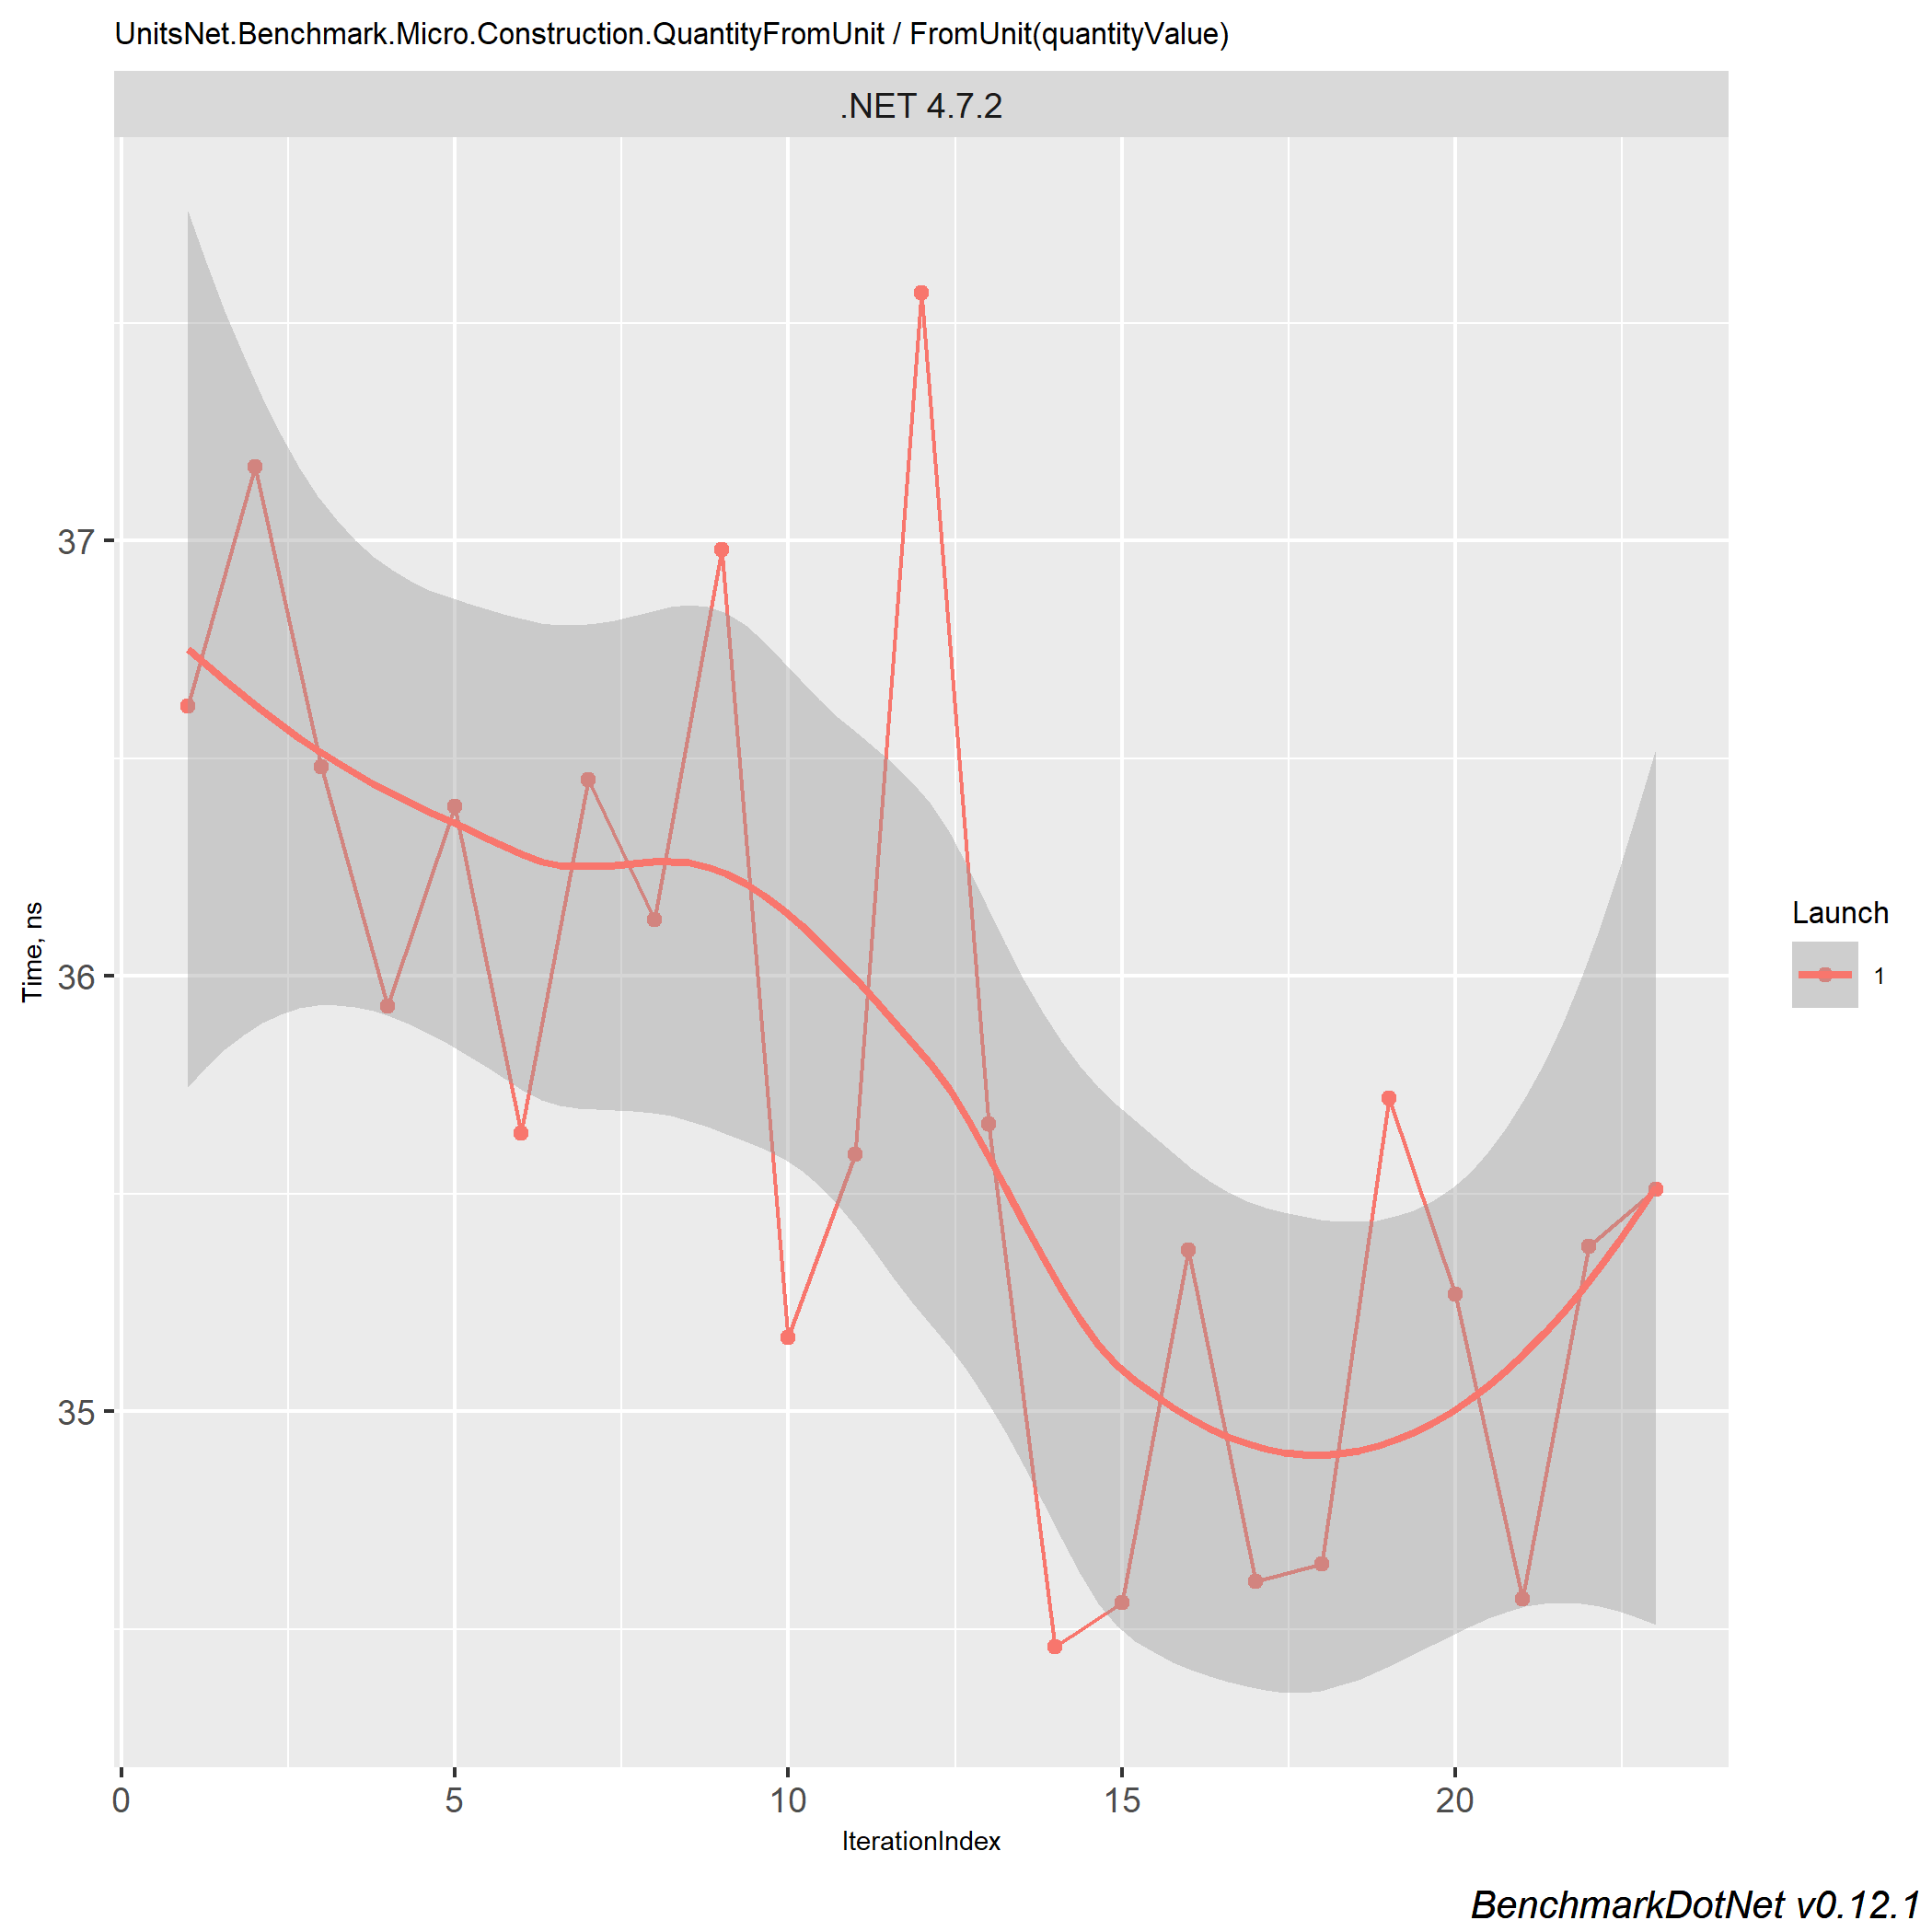 UnitsNet.Benchmark.Micro.Construction.QuantityFromUnit / FromUnit(quantityValue)
.NET 4.7.2
37
36
35
Time, ns
0 5 10 15 20
IterationIndex
Launch
1
BenchmarkDotNet v0.12.1